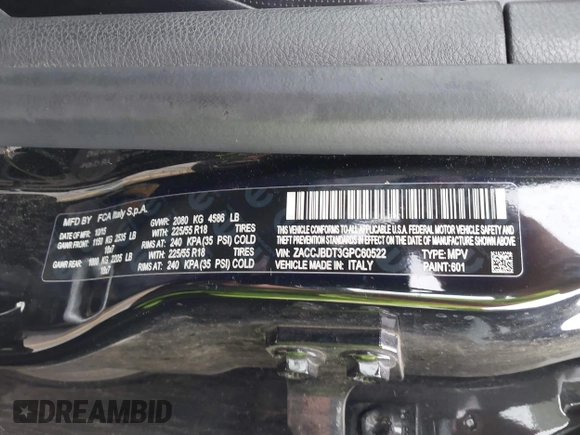 MFD BY FCA Italy S.p.A.
DATE OF MFR 10/15 GVWR: 2080 KG 4586 LB
GAWR FRONT: 1150 KG 2535 LB WITH 225/55 R18 TIRES
18x7 RIMS AT: 240 KPA(35 PSI) COLD
GAWR REAR: 1000 KG 2205 LB WITH 225/55 R18 TIRES
18x7 RIMS AT: 240 KPA (35 PSI) COLD
THIS VEHICLE CONFORMS TO ALL APPLICABLE U.S.A. FEDERAL MOTOR VEHICLE SAFETY
AND THEFT PREVENTION STANDARDS IN EFFECT ON THE DATE OF MANUFACTURE SHOWN ABOVE.
VIN: ZACCJBDT3GPC60522 TYPE: MPV
VEHICLE MADE IN: ITALY PAINT: 601
DREAMBID